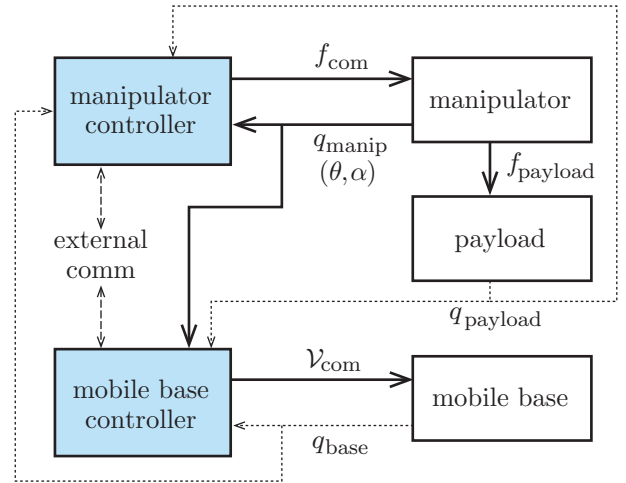 f_com
manipulator
controller
manipulator
q_manip
(θ,α)
f_payload
external
comm
payload
q_payload
𝒱_com
mobile base
controller
mobile base
q_base